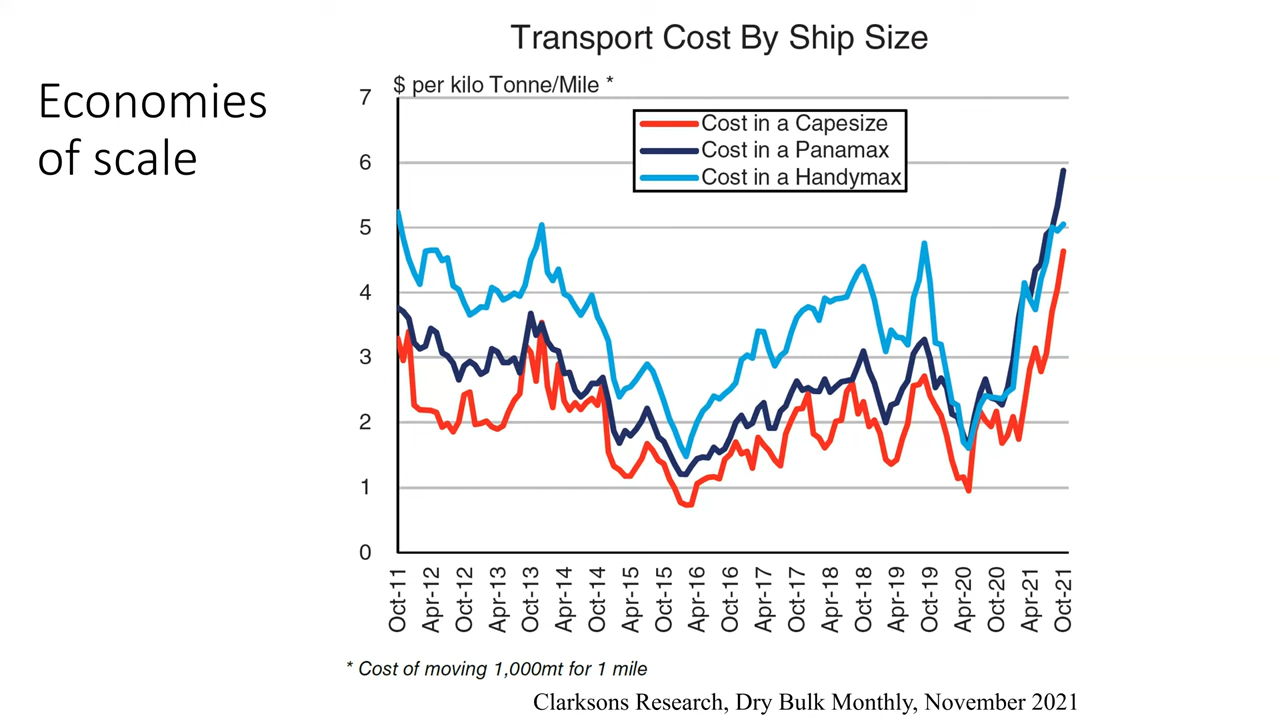 Transport Cost By Ship Size
Economies
of scale
$ per kilo Tonne/Mile *
7
6
5
4
3
2
1
0
Cost in a Capesize
Cost in a Panamax
Cost in a Handymax
Oct-11
Apr-12
Oct-12
Apr-13
Oct-13
Apr-14
Oct-14
Apr-15
Oct-15
Apr-16
Oct-16
Apr-17
Oct-17
Apr-18
Oct-18
Apr-19
Oct-19
Apr-20
Oct-20
Apr-21
Oct-21
* Cost of moving 1,000mt for 1 mile
Clarksons Research, Dry Bulk Monthly, November 2021